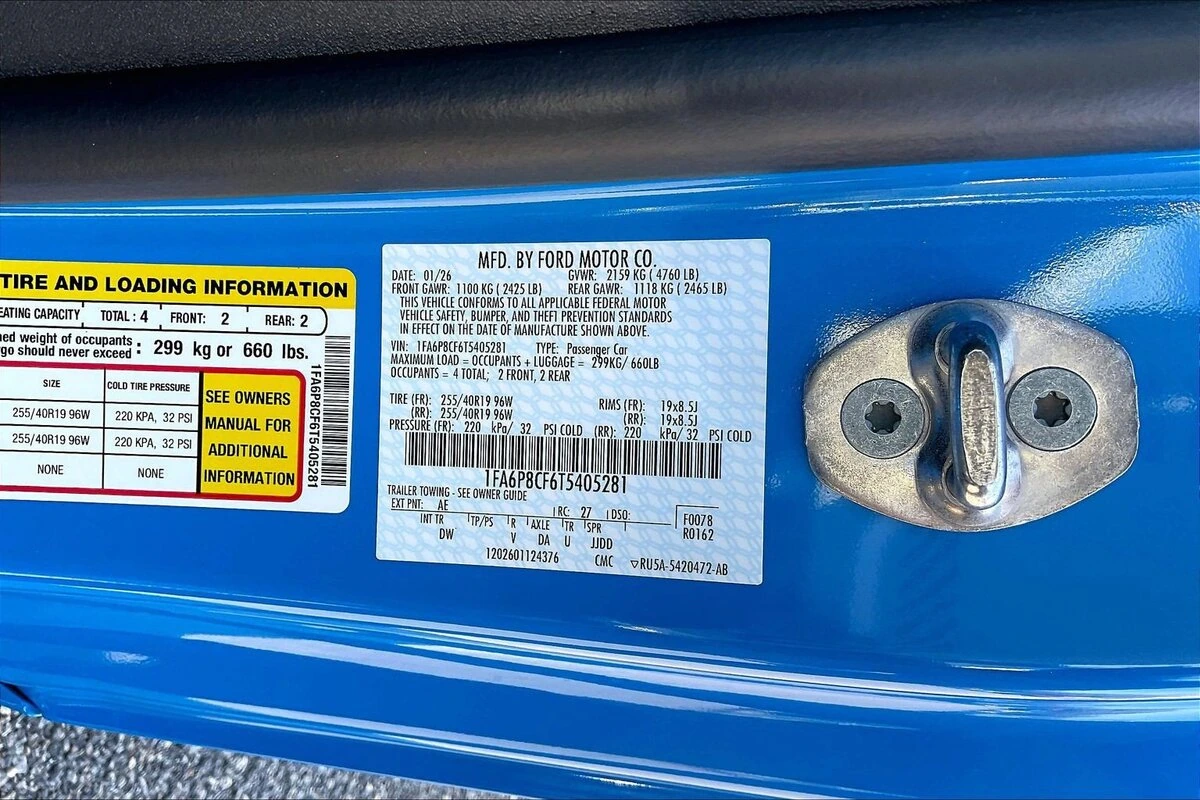 TIRE AND LOADING INFORMATION
EATING CAPACITY TOTAL : 4 FRONT: 2 REAR: 2
ned weight of occupants
rgo should never exceed : 299 kg or 660 lbs.
SIZE COLD TIRE PRESSURE
255/40R19 96W 220 KPA, 32 PSI
255/40R19 96W 220 KPA, 32 PSI
NONE NONE
SEE OWNERS
MANUAL FOR
ADDITIONAL
INFORMATION
1FA6P8CF6T5405281
MFD. BY FORD MOTOR CO.
DATE: 01/26 GVWR: 2159 KG ( 4760 LB)
FRONT GAWR: 1100 KG ( 2425 LB) REAR GAWR: 1118 KG ( 2465 LB)
THIS VEHICLE CONFORMS TO ALL APPLICABLE FEDERAL MOTOR
VEHICLE SAFETY, BUMPER, AND THEFT PREVENTION STANDARDS
IN EFFECT ON THE DATE OF MANUFACTURE SHOWN ABOVE.
VIN: 1FA6P8CF6T5405281 TYPE: Passenger Car
MAXIMUM LOAD = OCCUPANTS + LUGGAGE = 299KG/ 660LB
OCCUPANTS = 4 TOTAL; 2 FRONT, 2 REAR
TIRE (FR): 255/40R19 96W RIMS (FR): 19x8.5J
(RR): 255/40R19 96W (RR): 19x8.5J
PRESSURE (FR): 220 kPa/ 32 PSI COLD (RR): 220 kPa/ 32 PSI COLD
1FA6P8CF6T5405281
TRAILER TOWING - SEE OWNER GUIDE
EXT PNT: AE RC: 27 DSO:
INT TR TP/PS R AXLE TR SPR
DW V DA U JJDD
F0078
R0162
1202601124376 CMC ▽RU5A-5420472-AB